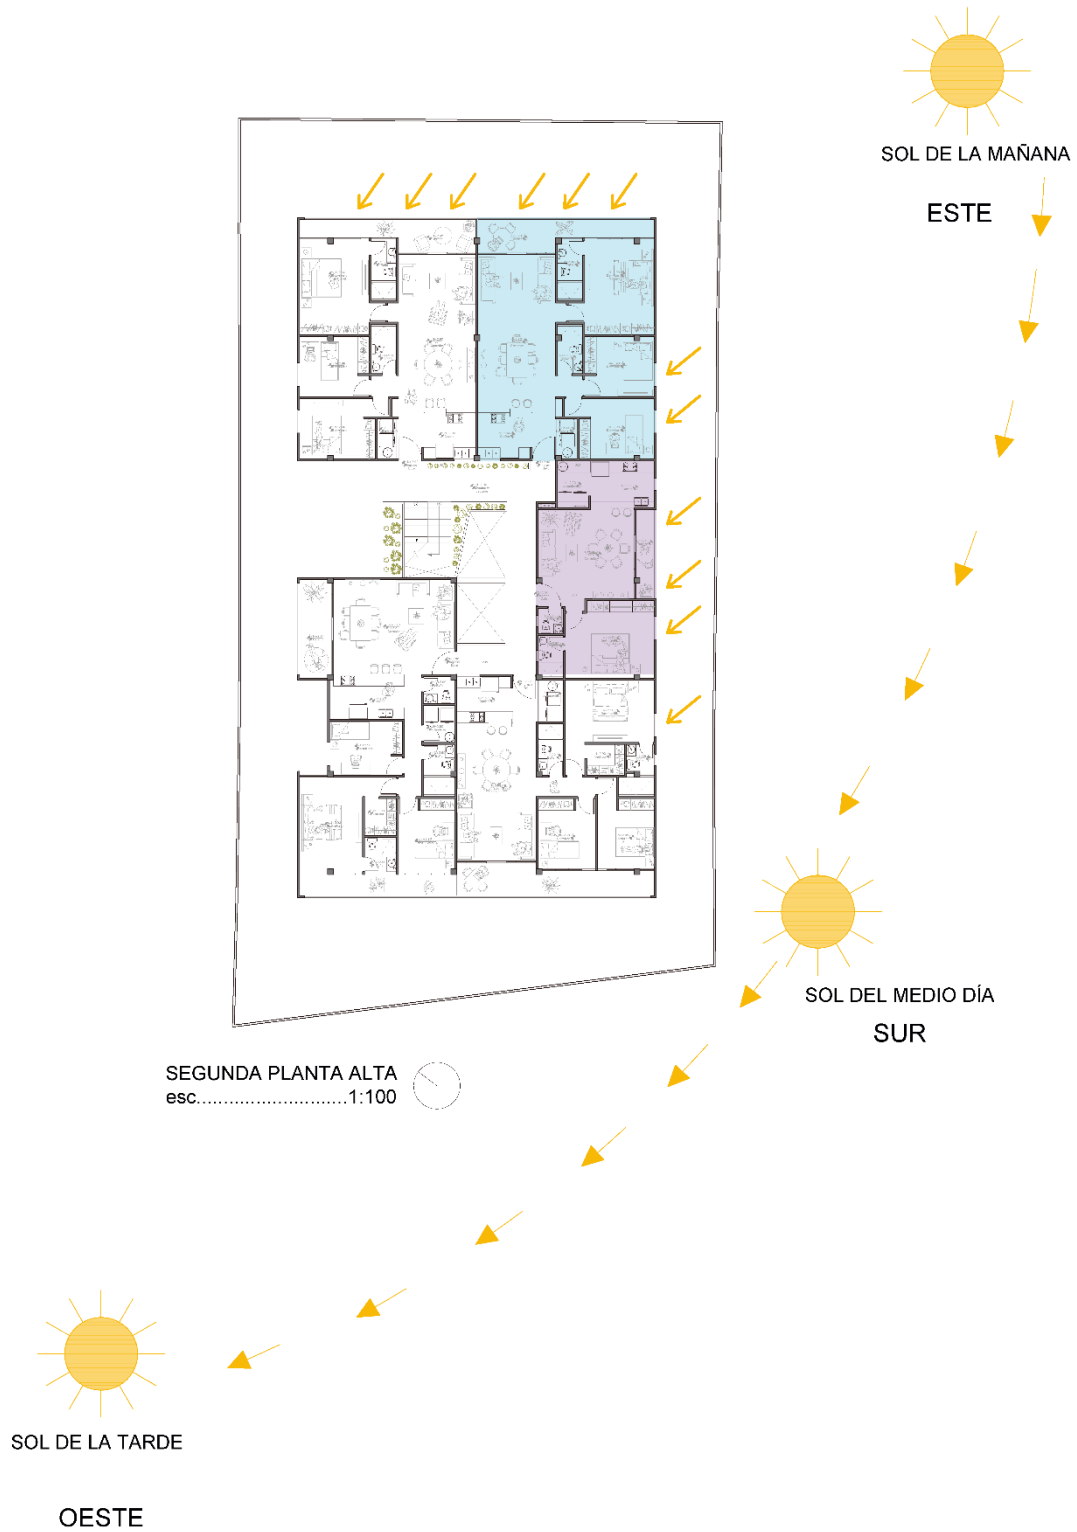 SOL DE LA MAÑANA
ESTE
SOL DEL MEDIO DÍA
SUR
SEGUNDA PLANTA ALTA
esc............................1:100
SOL DE LA TARDE
OESTE